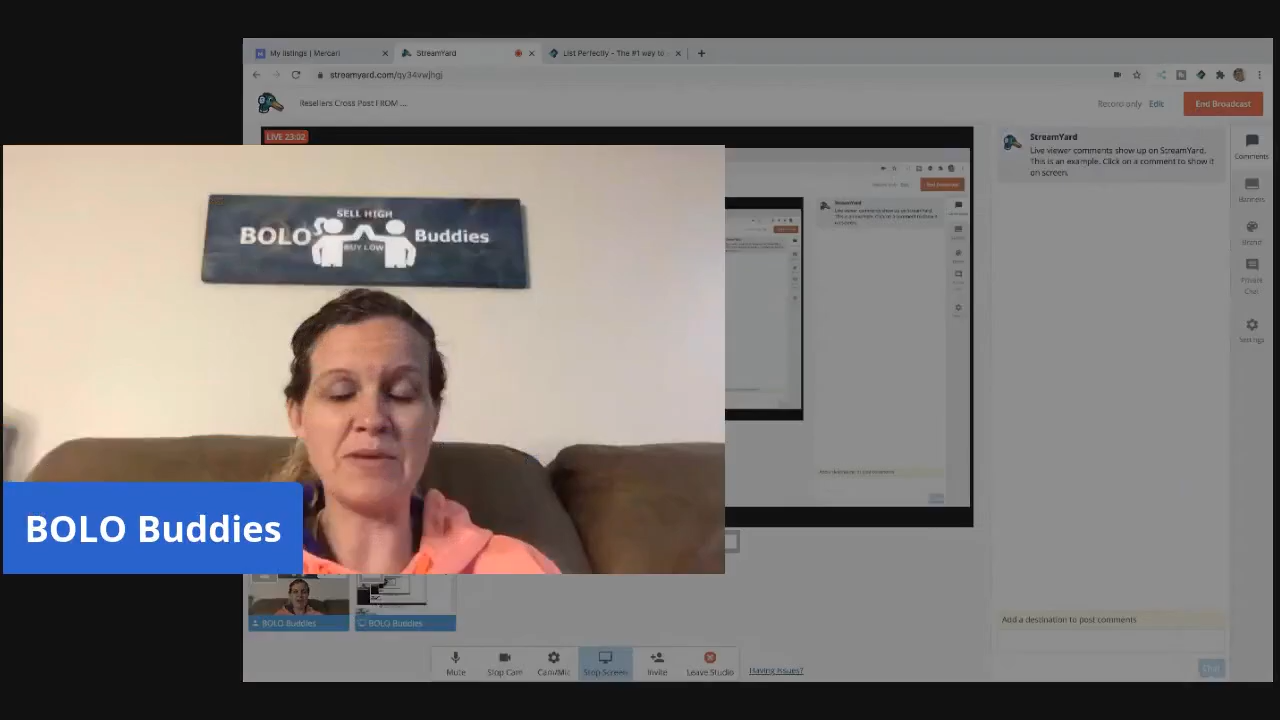 My listings | Mercari
StreamYard
List Perfectly - The #1 way to
streamyard.com/qy34vwjhgj
Resellers Cross Post FROM ...
Record only
Edit
End Broadcast
LIVE 23:02
StreamYard
Live viewer comments show up on StreamYard.
This is an example. Click on a comment to show it
on screen.
Comments
Banners
Brand
Private
Chat
Settings
SELL HIGH
BOLO
Buddies
BUY LOW
StreamYard
BOLO Buddies
BOLO Buddies
BOLO Buddies
Add a destination to post comments
Mute
Stop Cam
Cam/Mic
Stop Screen
Invite
Leave Studio
Having issues?
Chat